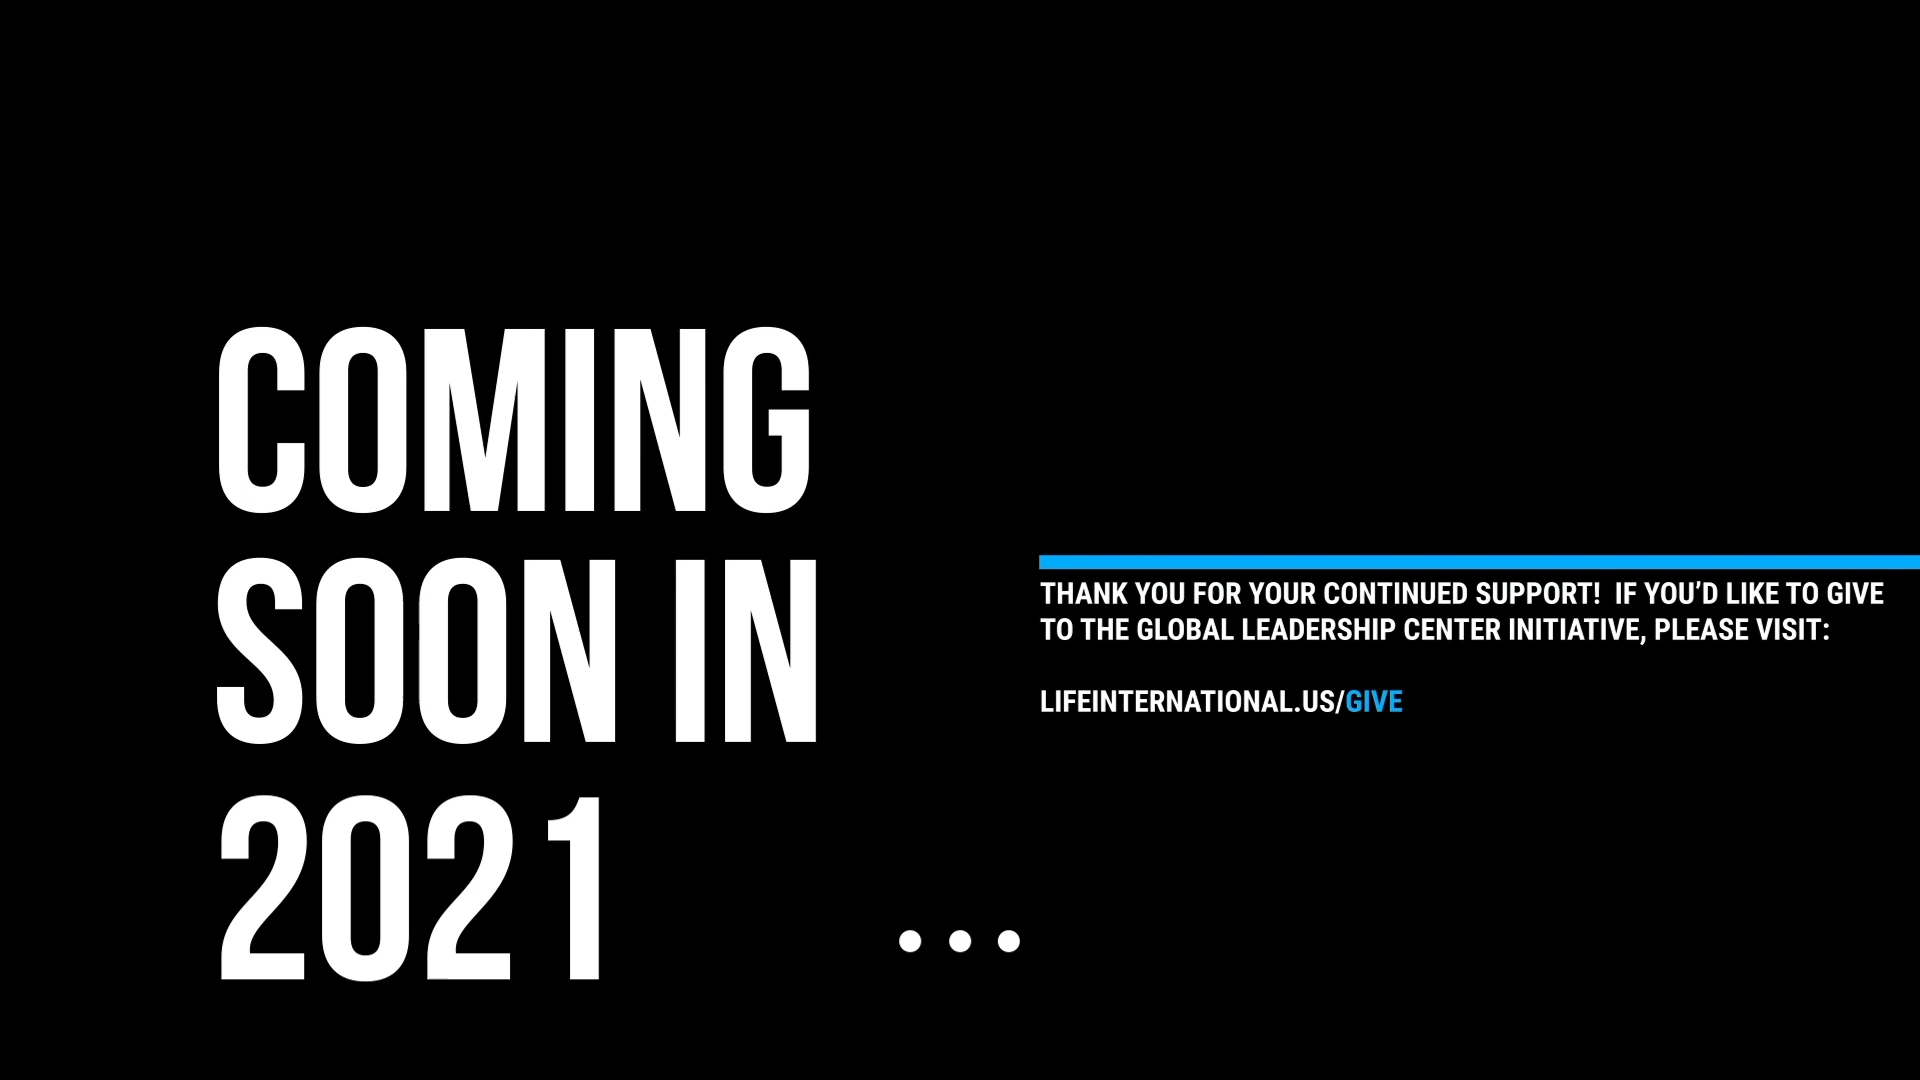 COMING
SOON IN
2021
THANK YOU FOR YOUR CONTINUED SUPPORT!  IF YOU’D LIKE TO GIVE
TO THE GLOBAL LEADERSHIP CENTER INITIATIVE, PLEASE VISIT:
LIFEINTERNATIONAL.US/GIVE